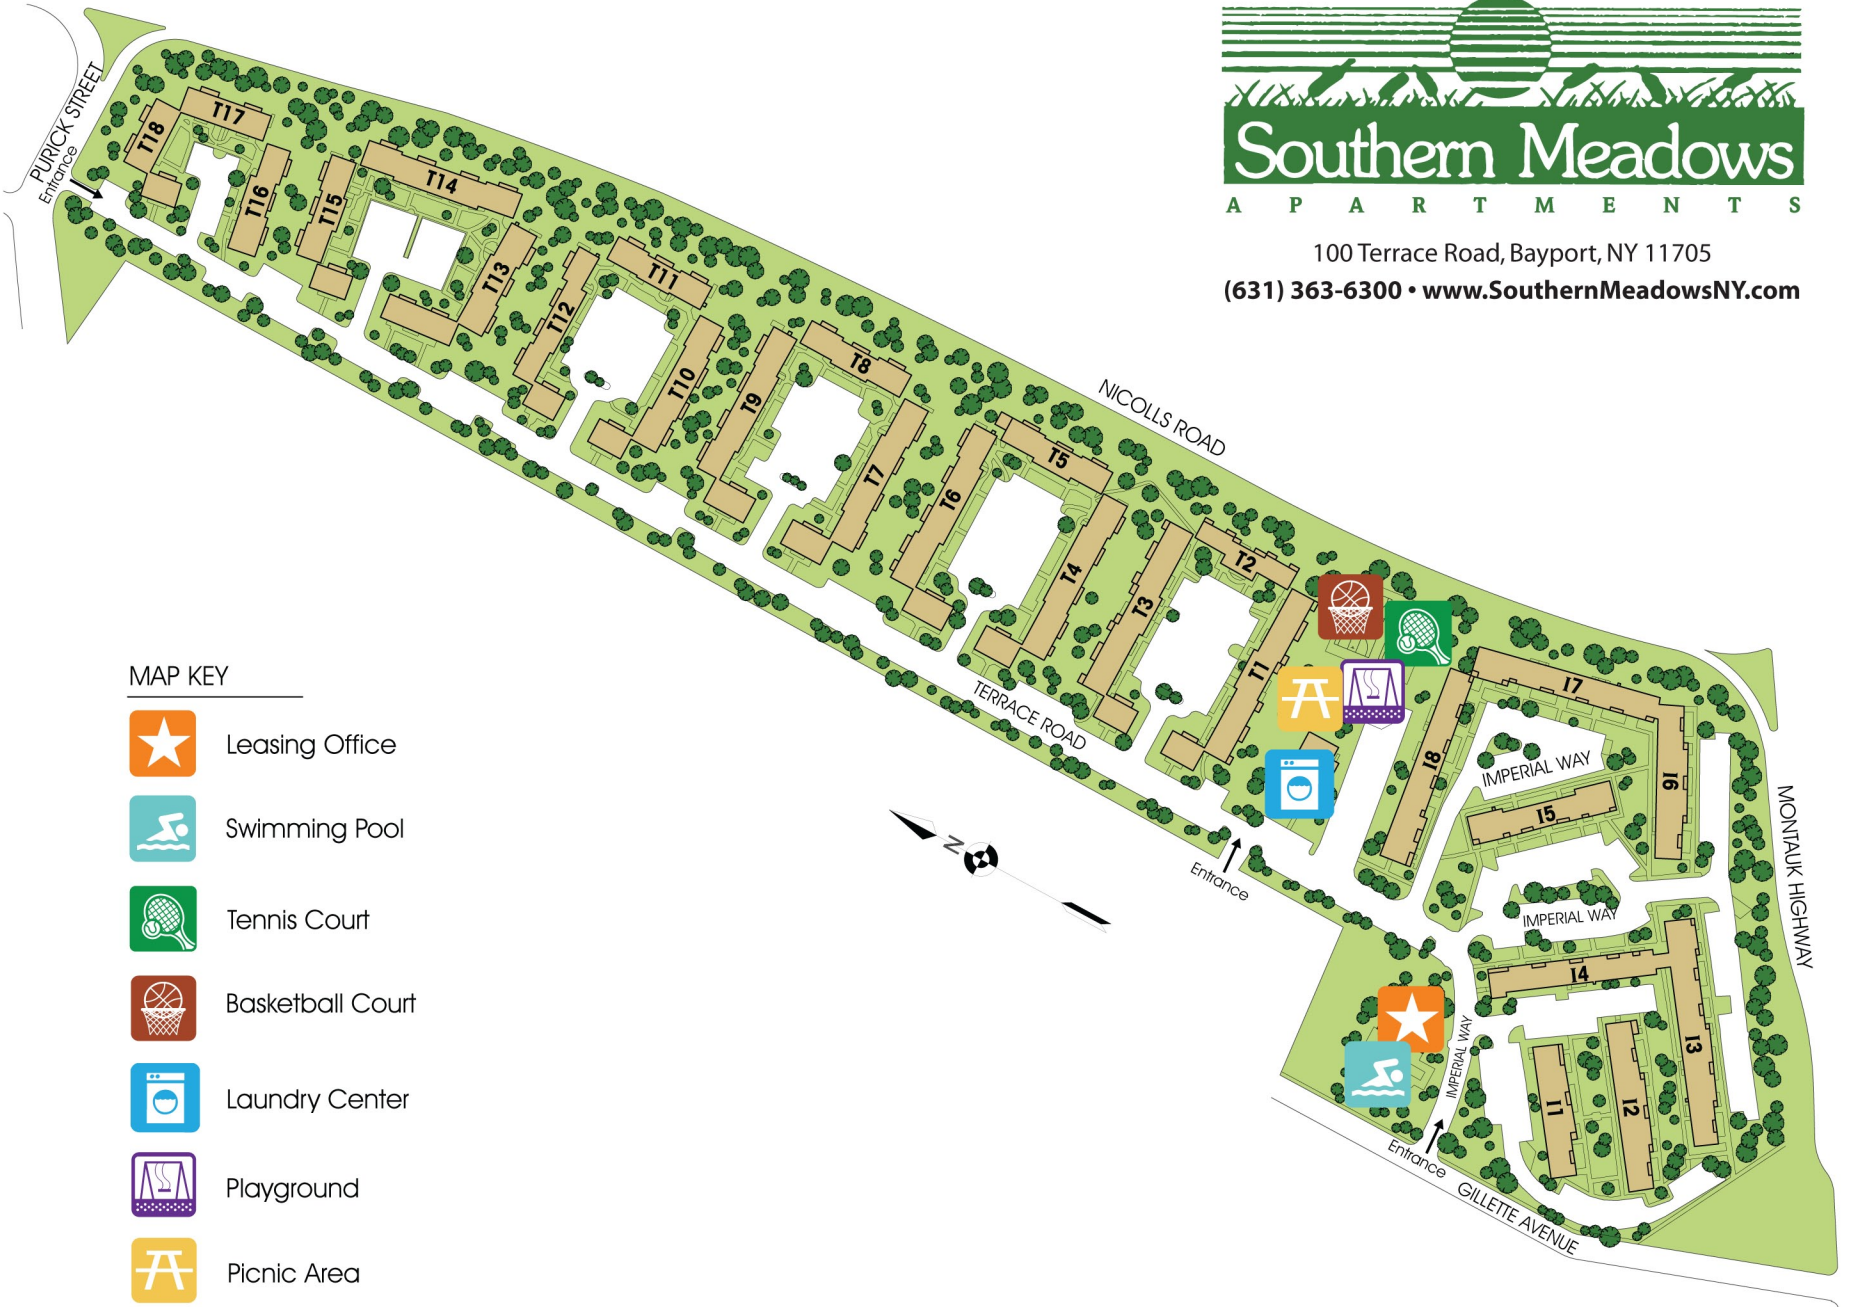 Southern Meadows
APARTMENTS
100 Terrace Road, Bayport, NY 11705
(631) 363-6300 • www.SouthernMeadowsNY.com
PURICK STREET
Entrance
T18
T17
T16
T15
T14
T13
T12
T11
T10
T9
T8
T7
T6
T5
T4
T3
T2
T1
NICOLLS ROAD
TERRACE ROAD
Entrance
I7
I8
I6
IMPERIAL WAY
I5
IMPERIAL WAY
MONTAUK HIGHWAY
I4
I3
I2
I1
IMPERIAL WAY
Entrance
GILLETTE AVENUE
N
MAP KEY
Leasing Office
Swimming Pool
Tennis Court
Basketball Court
Laundry Center
Playground
Picnic Area